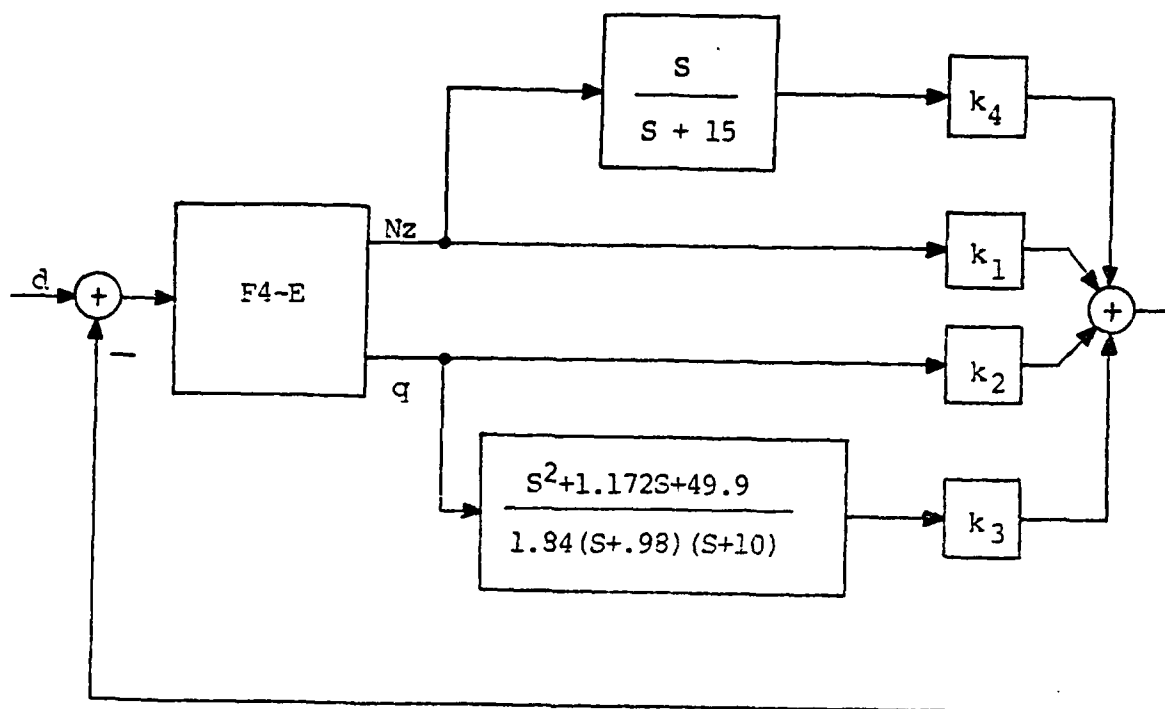 S
S + 15
k4
Nz
k1
d
+
F4-E
+
−
k2
q
S²+1.172S+49.9
1.84(S+.98)(S+10)
k3